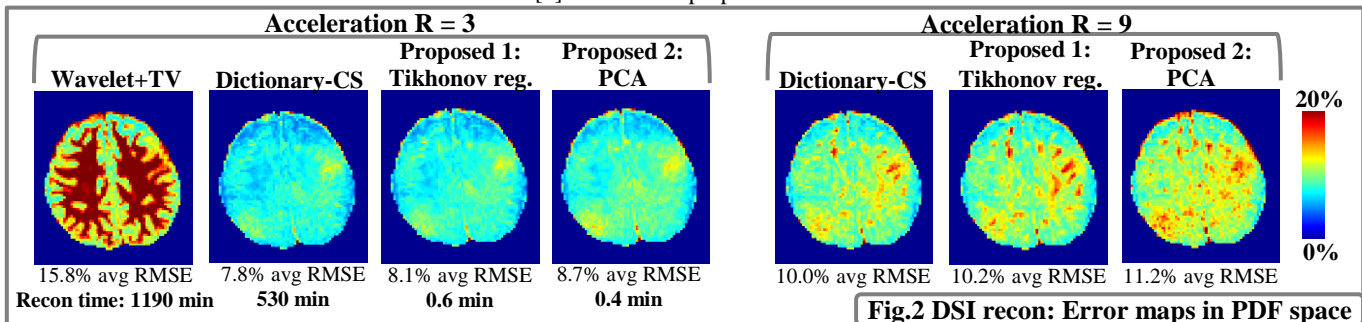 Acceleration R = 3
Acceleration R = 9
Wavelet+TV
Dictionary-CS
Proposed 1:
Tikhonov reg.
Proposed 2:
PCA
Dictionary-CS
Proposed 1:
Tikhonov reg.
Proposed 2:
PCA
20%
0%
15.8% avg RMSE
7.8% avg RMSE
8.1% avg RMSE
8.7% avg RMSE
10.0% avg RMSE
10.2% avg RMSE
11.2% avg RMSE
Recon time: 1190 min
530 min
0.6 min
0.4 min
Fig.2 DSI recon: Error maps in PDF space